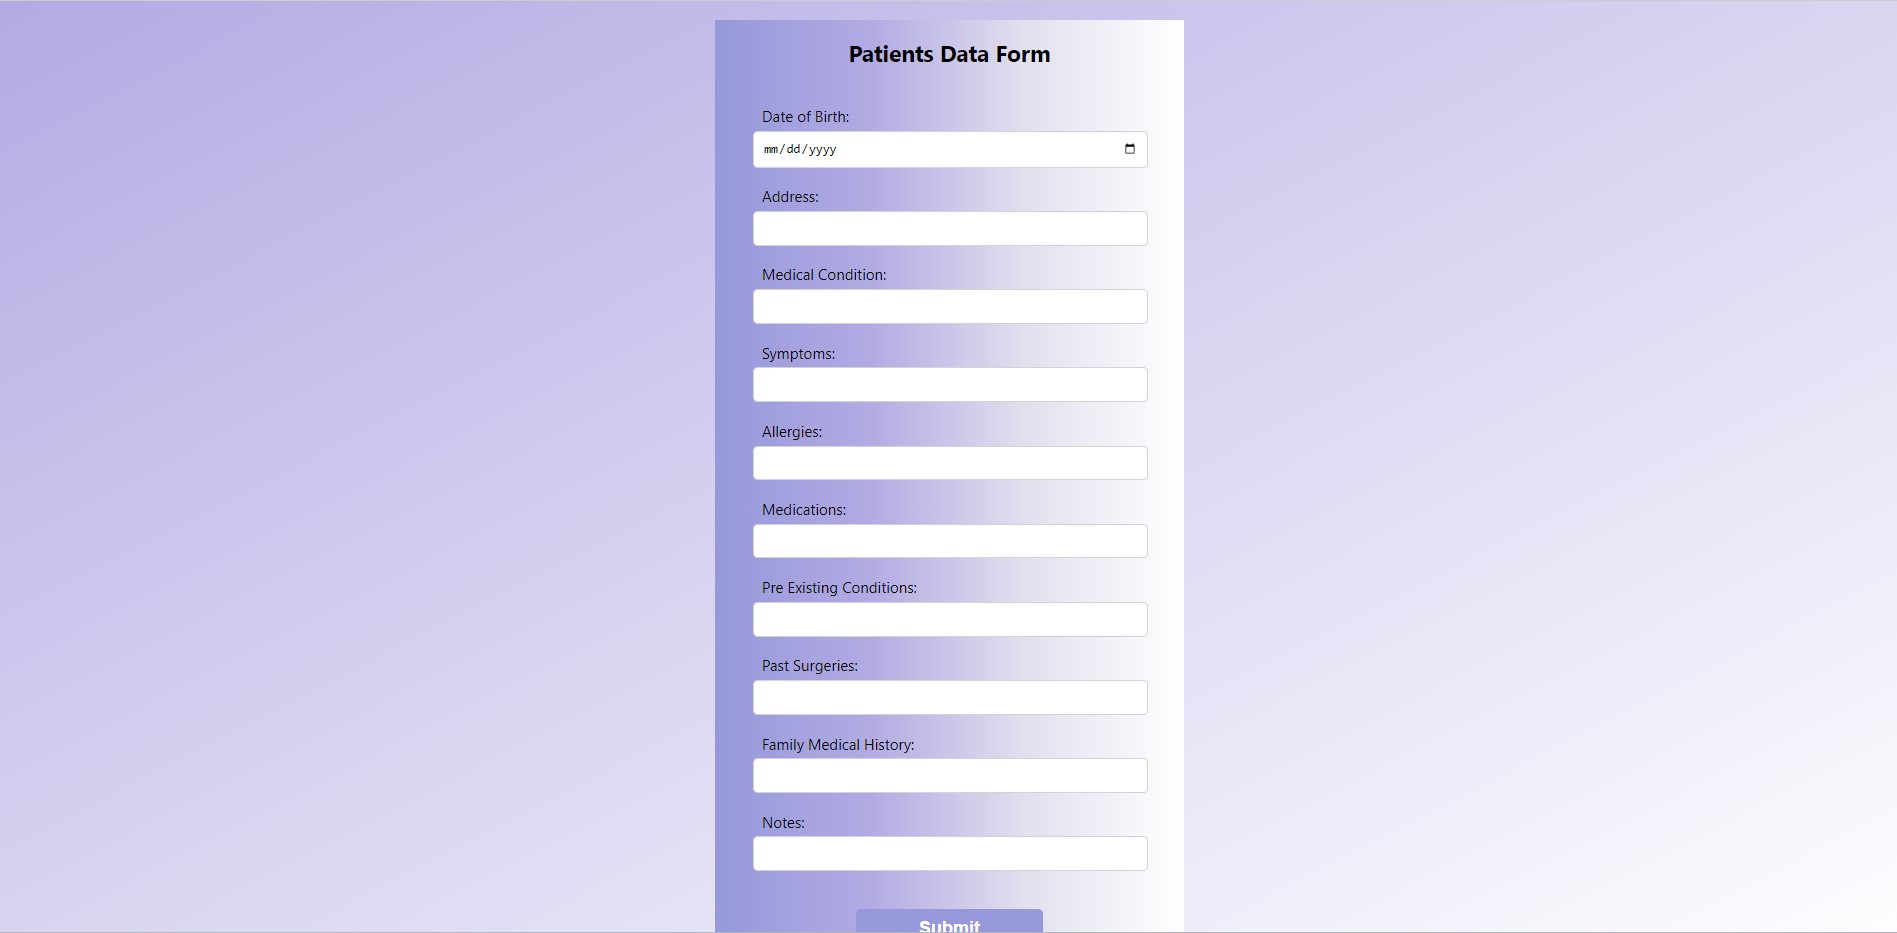 Patients Data Form
Date of Birth:
mm/dd/yyyy
Address:
Medical Condition:
Symptoms:
Allergies:
Medications:
Pre Existing Conditions:
Past Surgeries:
Family Medical History:
Notes:
Submit